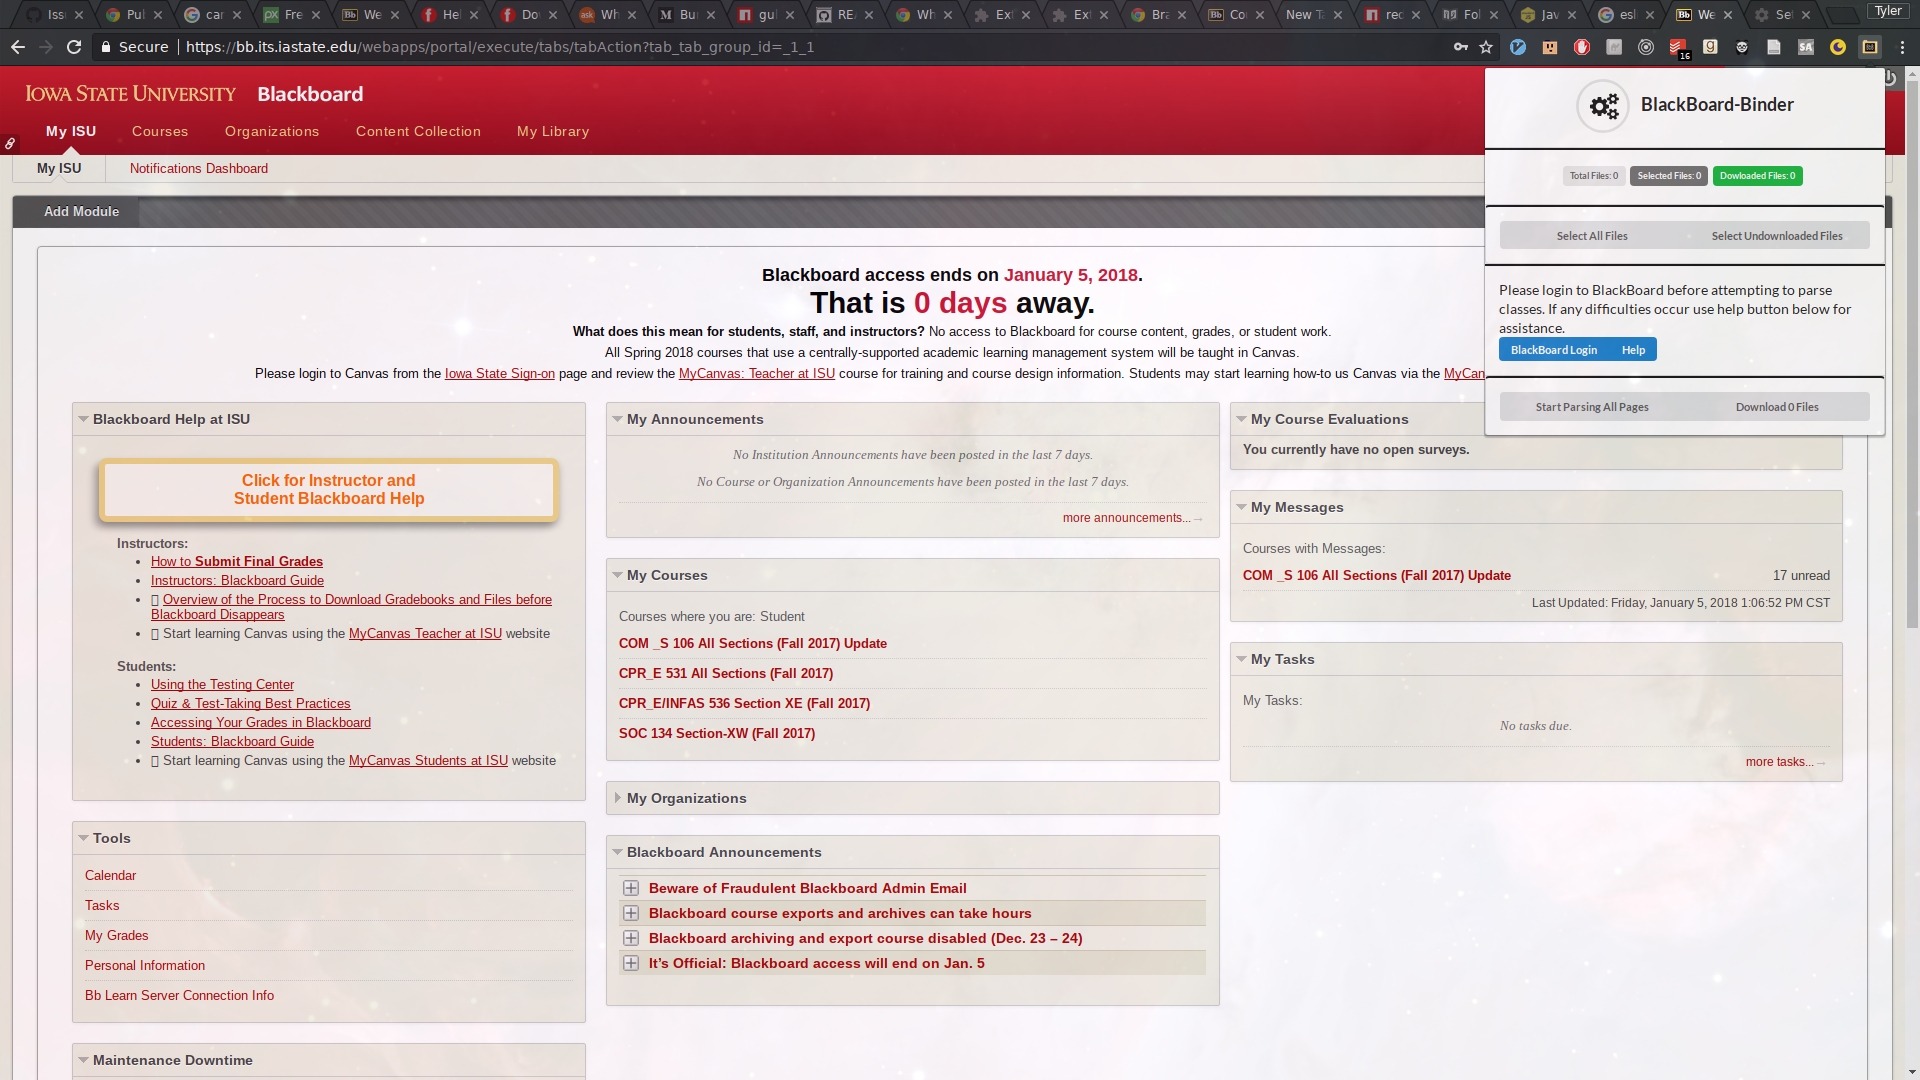 Iss
Pul
car
Fre
We
Hel
Do
Wh
Bui
gul
RE
Wh
Ext
Ext
Bra
Co
New T
rec
Fol
Jav
esl
We
Set
Tyler
Secure
https://bb.its.iastate.edu/webapps/portal/execute/tabs/tabAction?tab_tab_group_id=_1_1
16
IOWA STATE UNIVERSITY Blackboard
My ISU Courses Organizations Content Collection My Library
My ISU Notifications Dashboard
Add Module
BlackBoard-Binder
Total Files: 0 Selected Files: 0 Dowloaded Files: 0
Select All Files Select Undownloaded Files
Please login to BlackBoard before attempting to parse
classes. If any difficulties occur use help button below for
assistance.
BlackBoard Login Help
Start Parsing All Pages Download 0 Files
Blackboard access ends on January 5, 2018.
That is 0 days away.
What does this mean for students, staff, and instructors? No access to Blackboard for course content, grades, or student work.
All Spring 2018 courses that use a centrally-supported academic learning management system will be taught in Canvas.
Please login to Canvas from the Iowa State Sign-on page and review the MyCanvas: Teacher at ISU course for training and course design information. Students may start learning how-to us Canvas via the MyCan
Blackboard Help at ISU
Click for Instructor and
Student Blackboard Help
Instructors:
How to Submit Final Grades
Instructors: Blackboard Guide
Overview of the Process to Download Gradebooks and Files before
Blackboard Disappears
Start learning Canvas using the MyCanvas Teacher at ISU website
Students:
Using the Testing Center
Quiz & Test-Taking Best Practices
Accessing Your Grades in Blackboard
Students: Blackboard Guide
Start learning Canvas using the MyCanvas Students at ISU website
Tools
Calendar
Tasks
My Grades
Personal Information
Bb Learn Server Connection Info
Maintenance Downtime
My Announcements
No Institution Announcements have been posted in the last 7 days.
No Course or Organization Announcements have been posted in the last 7 days.
more announcements...→
My Courses
Courses where you are: Student
COM _S 106 All Sections (Fall 2017) Update
CPR_E 531 All Sections (Fall 2017)
CPR_E/INFAS 536 Section XE (Fall 2017)
SOC 134 Section-XW (Fall 2017)
My Organizations
Blackboard Announcements
Beware of Fraudulent Blackboard Admin Email
Blackboard course exports and archives can take hours
Blackboard archiving and export course disabled (Dec. 23 – 24)
It’s Official: Blackboard access will end on Jan. 5
My Course Evaluations
You currently have no open surveys.
My Messages
Courses with Messages:
COM _S 106 All Sections (Fall 2017) Update 17 unread
Last Updated: Friday, January 5, 2018 1:06:52 PM CST
My Tasks
My Tasks:
No tasks due.
more tasks...→